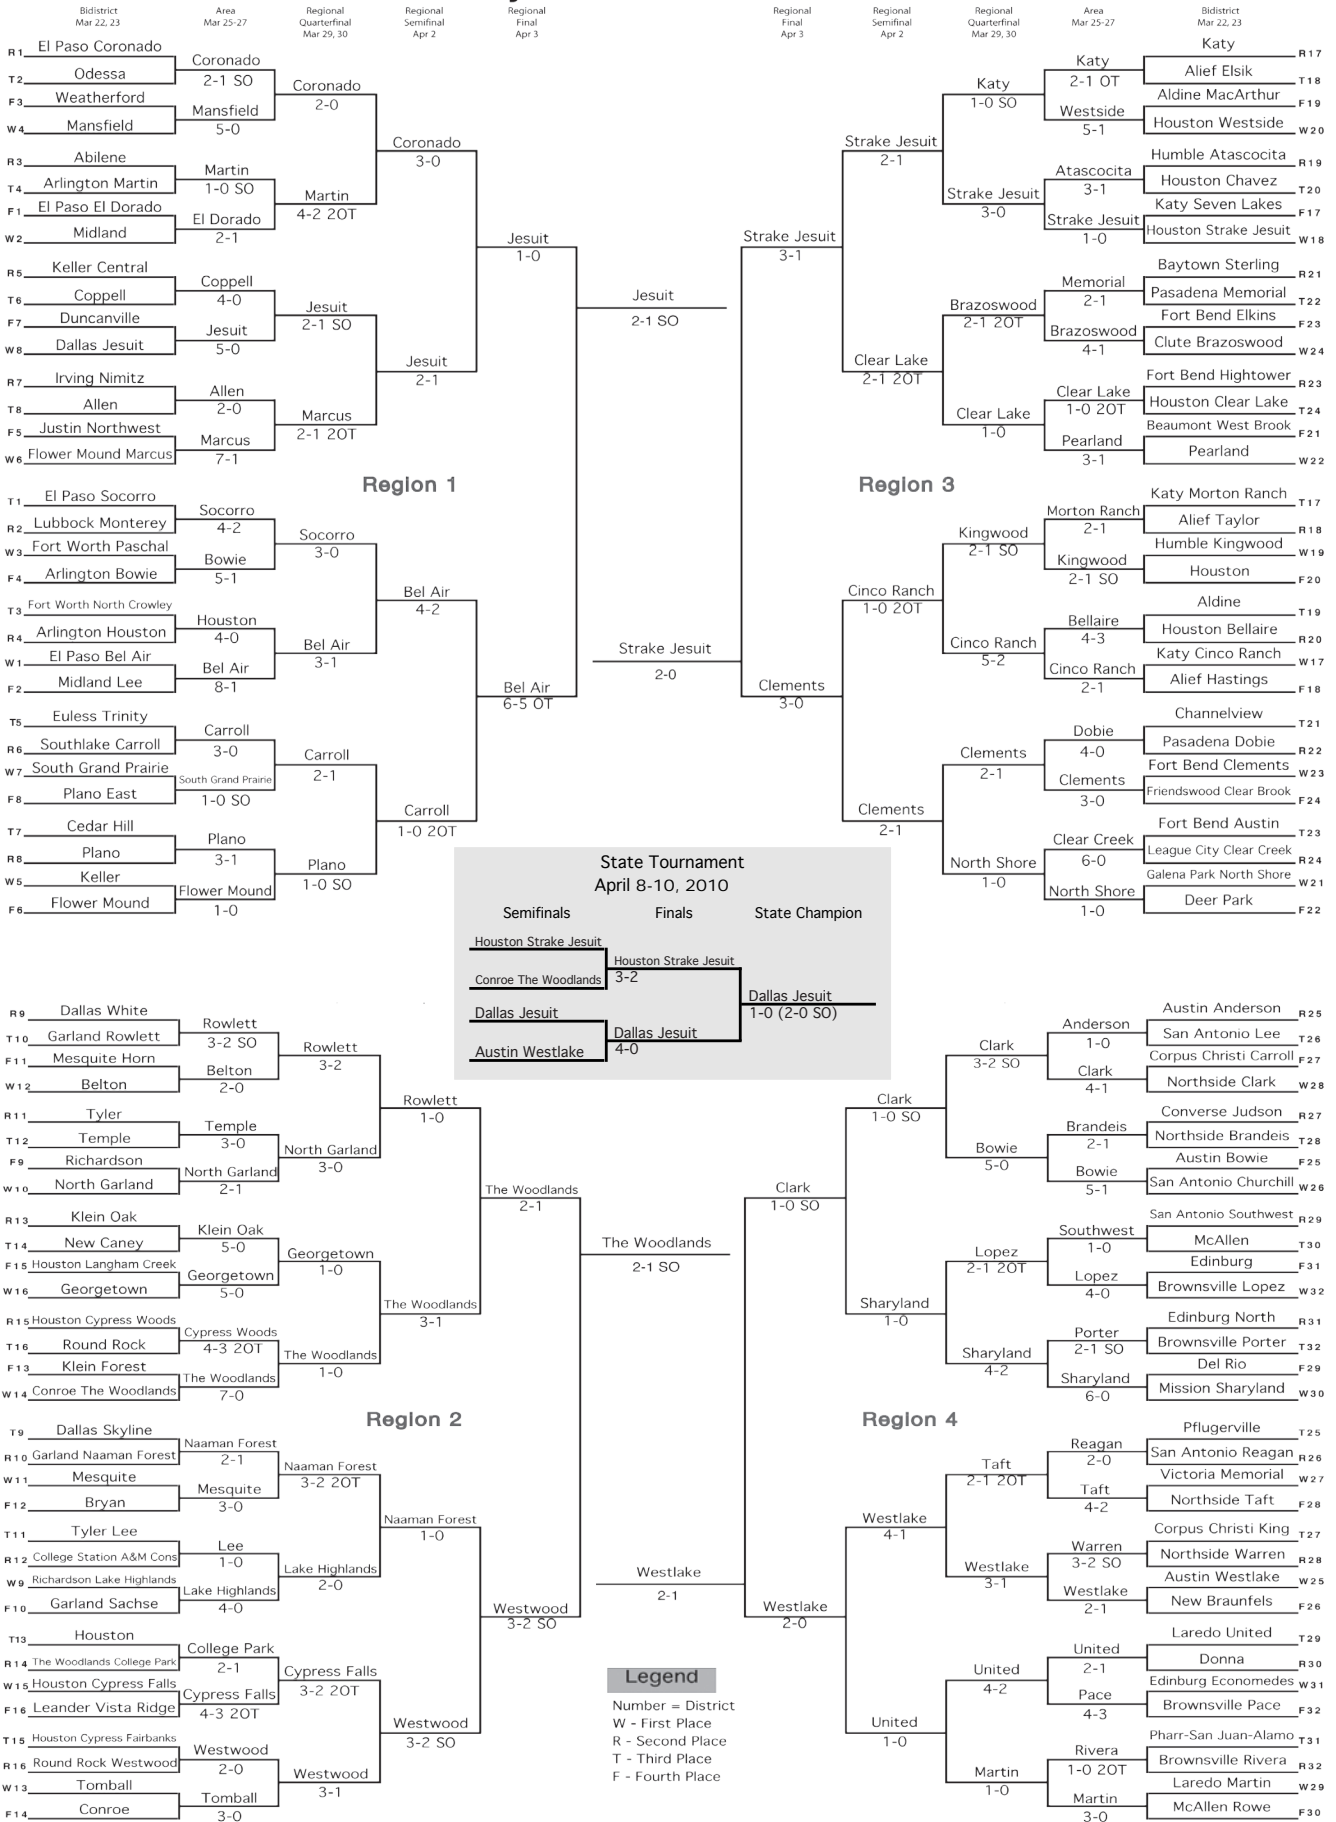 Bidistrict
Mar 22, 23
Area
Mar 25-27
Regional
Quarterfinal
Mar 29, 30
Regional
Semifinal
Apr 2
Regional
Final
Apr 3
Regional
Final
Apr 3
Regional
Semifinal
Apr 2
Regional
Quarterfinal
Mar 29, 30
Area
Mar 25-27
Bidistrict
Mar 22, 23
R1 El Paso Coronado
T2 Odessa
F3 Weatherford
W4 Mansfield
R3 Abilene
T4 Arlington Martin
F1 El Paso El Dorado
W2 Midland
R5 Keller Central
T6 Coppell
F7 Duncanville
W8 Dallas Jesuit
R7 Irving Nimitz
T8 Allen
F5 Justin Northwest
W6 Flower Mound Marcus
Coronado
2-1 SO
Mansfield
5-0
Martin
1-0 SO
El Dorado
2-1
Coppell
4-0
Jesuit
5-0
Allen
2-0
Marcus
7-1
Coronado
2-0
Martin
4-2 2OT
Jesuit
2-1 SO
Marcus
2-1 2OT
Coronado
3-0
Jesuit
2-1
Jesuit
1-0
Region 1
T1 El Paso Socorro
R2 Lubbock Monterey
W3 Fort Worth Paschal
F4 Arlington Bowie
T3 Fort Worth North Crowley
R4 Arlington Houston
W1 El Paso Bel Air
F2 Midland Lee
T5 Euless Trinity
R6 Southlake Carroll
W7 South Grand Prairie
F8 Plano East
T7 Cedar Hill
R8 Plano
W5 Keller
F6 Flower Mound
Socorro
4-2
Bowie
5-1
Houston
4-0
Bel Air
8-1
Carroll
3-0
South Grand Prairie
1-0 SO
Plano
3-1
Flower Mound
1-0
Socorro
3-0
Bel Air
3-1
Carroll
2-1
Plano
1-0 SO
Bel Air
4-2
Carroll
1-0 2OT
Bel Air
6-5 OT
Jesuit
2-1 SO
Katy R17
Alief Elsik T18
Aldine MacArthur F19
Houston Westside W20
Humble Atascocita R19
Houston Chavez T20
Katy Seven Lakes F17
Houston Strake Jesuit W18
Baytown Sterling R21
Pasadena Memorial T22
Fort Bend Elkins F23
Clute Brazoswood W24
Fort Bend Hightower R23
Houston Clear Lake T24
Beaumont West Brook F21
Pearland W22
Katy
2-1 OT
Westside
5-1
Atascocita
3-1
Strake Jesuit
1-0
Memorial
2-1
Brazoswood
4-1
Clear Lake
1-0 2OT
Pearland
3-1
Katy
1-0 SO
Strake Jesuit
3-0
Brazoswood
2-1 2OT
Clear Lake
1-0
Strake Jesuit
2-1
Clear Lake
2-1 2OT
Strake Jesuit
3-1
Region 3
Katy Morton Ranch T17
Alief Taylor R18
Humble Kingwood W19
Houston F20
Aldine T19
Houston Bellaire R20
Katy Cinco Ranch W17
Alief Hastings F18
Channelview T21
Pasadena Dobie R22
Fort Bend Clements W23
Friendswood Clear Brook F24
Fort Bend Austin T23
League City Clear Creek R24
Galena Park North Shore W21
Deer Park F22
Morton Ranch
2-1
Kingwood
2-1 SO
Bellaire
4-3
Cinco Ranch
2-1
Dobie
4-0
Clements
3-0
Clear Creek
6-0
North Shore
1-0
Kingwood
2-1 SO
Cinco Ranch
5-2
Clements
2-1
North Shore
1-0
Cinco Ranch
1-0 2OT
Clements
2-1
Clements
3-0
Strake Jesuit
2-0
State Tournament
April 8-10, 2010
Semifinals Finals State Champion
Houston Strake Jesuit
Conroe The Woodlands
Dallas Jesuit
Austin Westlake
Houston Strake Jesuit
3-2
Dallas Jesuit
4-0
Dallas Jesuit
1-0 (2-0 SO)
R9 Dallas White
T10 Garland Rowlett
F11 Mesquite Horn
W12 Belton
R11 Tyler
T12 Temple
F9 Richardson
W10 North Garland
R13 Klein Oak
T14 New Caney
F15 Houston Langham Creek
W16 Georgetown
R15 Houston Cypress Woods
T16 Round Rock
F13 Klein Forest
W14 Conroe The Woodlands
Rowlett
3-2 SO
Belton
2-0
Temple
3-0
North Garland
2-1
Klein Oak
5-0
Georgetown
5-0
Cypress Woods
4-3 2OT
The Woodlands
7-0
Rowlett
3-2
North Garland
3-0
Georgetown
1-0
The Woodlands
1-0
Rowlett
1-0
The Woodlands
3-1
The Woodlands
2-1
Region 2
T9 Dallas Skyline
R10 Garland Naaman Forest
W11 Mesquite
F12 Bryan
T11 Tyler Lee
R12 College Station A&M Cons
W9 Richardson Lake Highlands
F10 Garland Sachse
T13 Houston
R14 The Woodlands College Park
W15 Houston Cypress Falls
F16 Leander Vista Ridge
T15 Houston Cypress Fairbanks
R16 Round Rock Westwood
W13 Tomball
F14 Conroe
Naaman Forest
2-1
Mesquite
3-0
Lee
1-0
Lake Highlands
4-0
College Park
2-1
Cypress Falls
4-3 2OT
Westwood
2-0
Tomball
3-0
Naaman Forest
3-2 2OT
Lake Highlands
2-0
Cypress Falls
3-2 2OT
Westwood
3-1
Naaman Forest
1-0
Westwood
3-2 SO
Westwood
3-2 SO
The Woodlands
2-1 SO
Austin Anderson R25
San Antonio Lee T26
Corpus Christi Carroll F27
Northside Clark W28
Converse Judson R27
Northside Brandeis T28
Austin Bowie F25
San Antonio Churchill W26
San Antonio Southwest R29
McAllen T30
Edinburg F31
Brownsville Lopez W32
Edinburg North R31
Brownsville Porter T32
Del Rio F29
Mission Sharyland W30
Anderson
1-0
Clark
4-1
Brandeis
2-1
Bowie
5-1
Southwest
1-0
Lopez
4-0
Porter
2-1 SO
Sharyland
6-0
Clark
3-2 SO
Bowie
5-0
Lopez
2-1 2OT
Sharyland
4-2
Clark
1-0 SO
Sharyland
1-0
Clark
1-0 SO
Region 4
Pflugerville T25
San Antonio Reagan R26
Victoria Memorial W27
Northside Taft F28
Corpus Christi King T27
Northside Warren R28
Austin Westlake W25
New Braunfels F26
Laredo United T29
Donna R30
Edinburg Economedes W31
Brownsville Pace F32
Pharr-San Juan-Alamo T31
Brownsville Rivera R32
Laredo Martin W29
McAllen Rowe F30
Reagan
2-0
Taft
4-2
Warren
3-2 SO
Westlake
2-1
United
2-1
Pace
4-3
Rivera
1-0 2OT
Martin
3-0
Taft
2-1 2OT
Westlake
3-1
United
4-2
Martin
1-0
Westlake
4-1
United
1-0
Westlake
2-0
Westlake
2-1
Legend
Number = District
W - First Place
R - Second Place
T - Third Place
F - Fourth Place